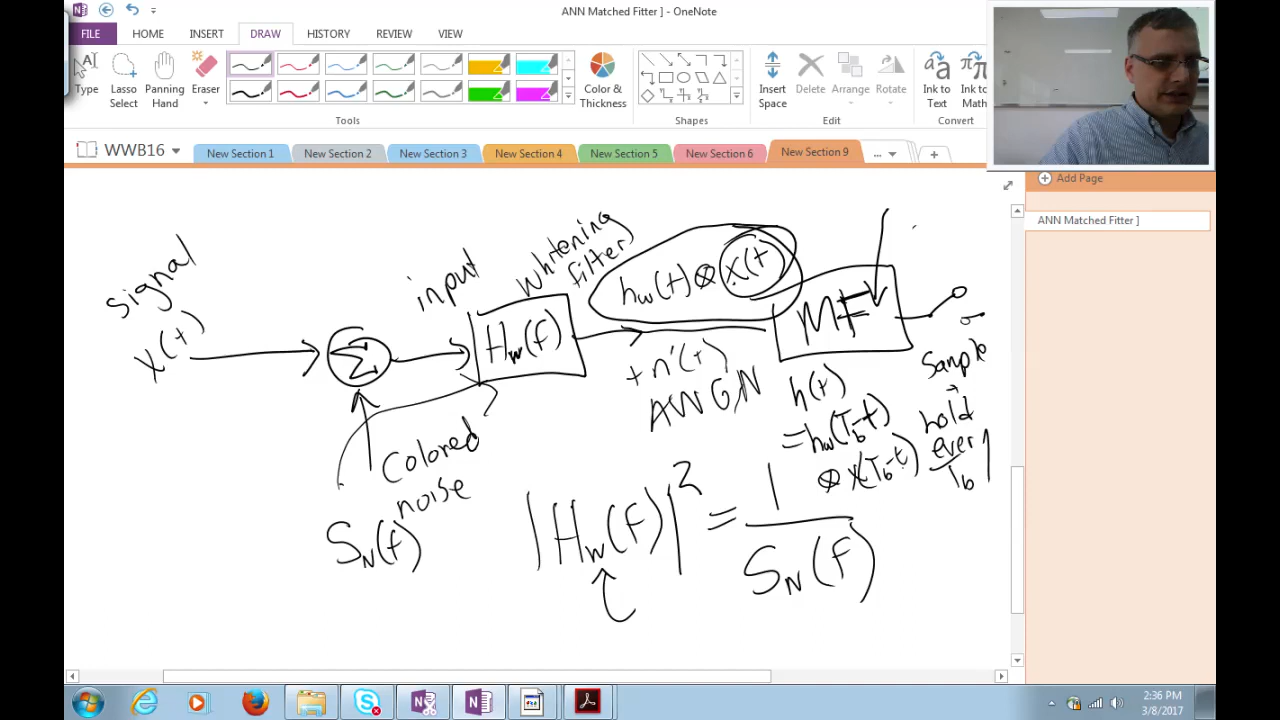 ANN Matched Fitter ] - OneNote
FILE HOME INSERT DRAW HISTORY REVIEW VIEW
Type
Lasso Select
Panning Hand
Eraser
Color & Thickness
Insert Space
Delete
Arrange
Rotate
Ink to Text
Ink to Math
Tools
Shapes
Edit
Convert
WWB16
New Section 1
New Section 2
New Section 3
New Section 4
New Section 5
New Section 6
New Section 9
...
Add Page
ANN Matched Fitter ]
signal
x(t)
Σ
input
whitening
filter
Hw(f)
hw(t) ⊗ x(t
+ n'(t)
AWGN
MF
h(t)
= hw(Tb-t)
⊗ x(Tb-t)
Sample
hold
every
Tb
Colored
noise
SN(f)
|Hw(f)|² = 1
SN(f)
2:36 PM
3/8/2017